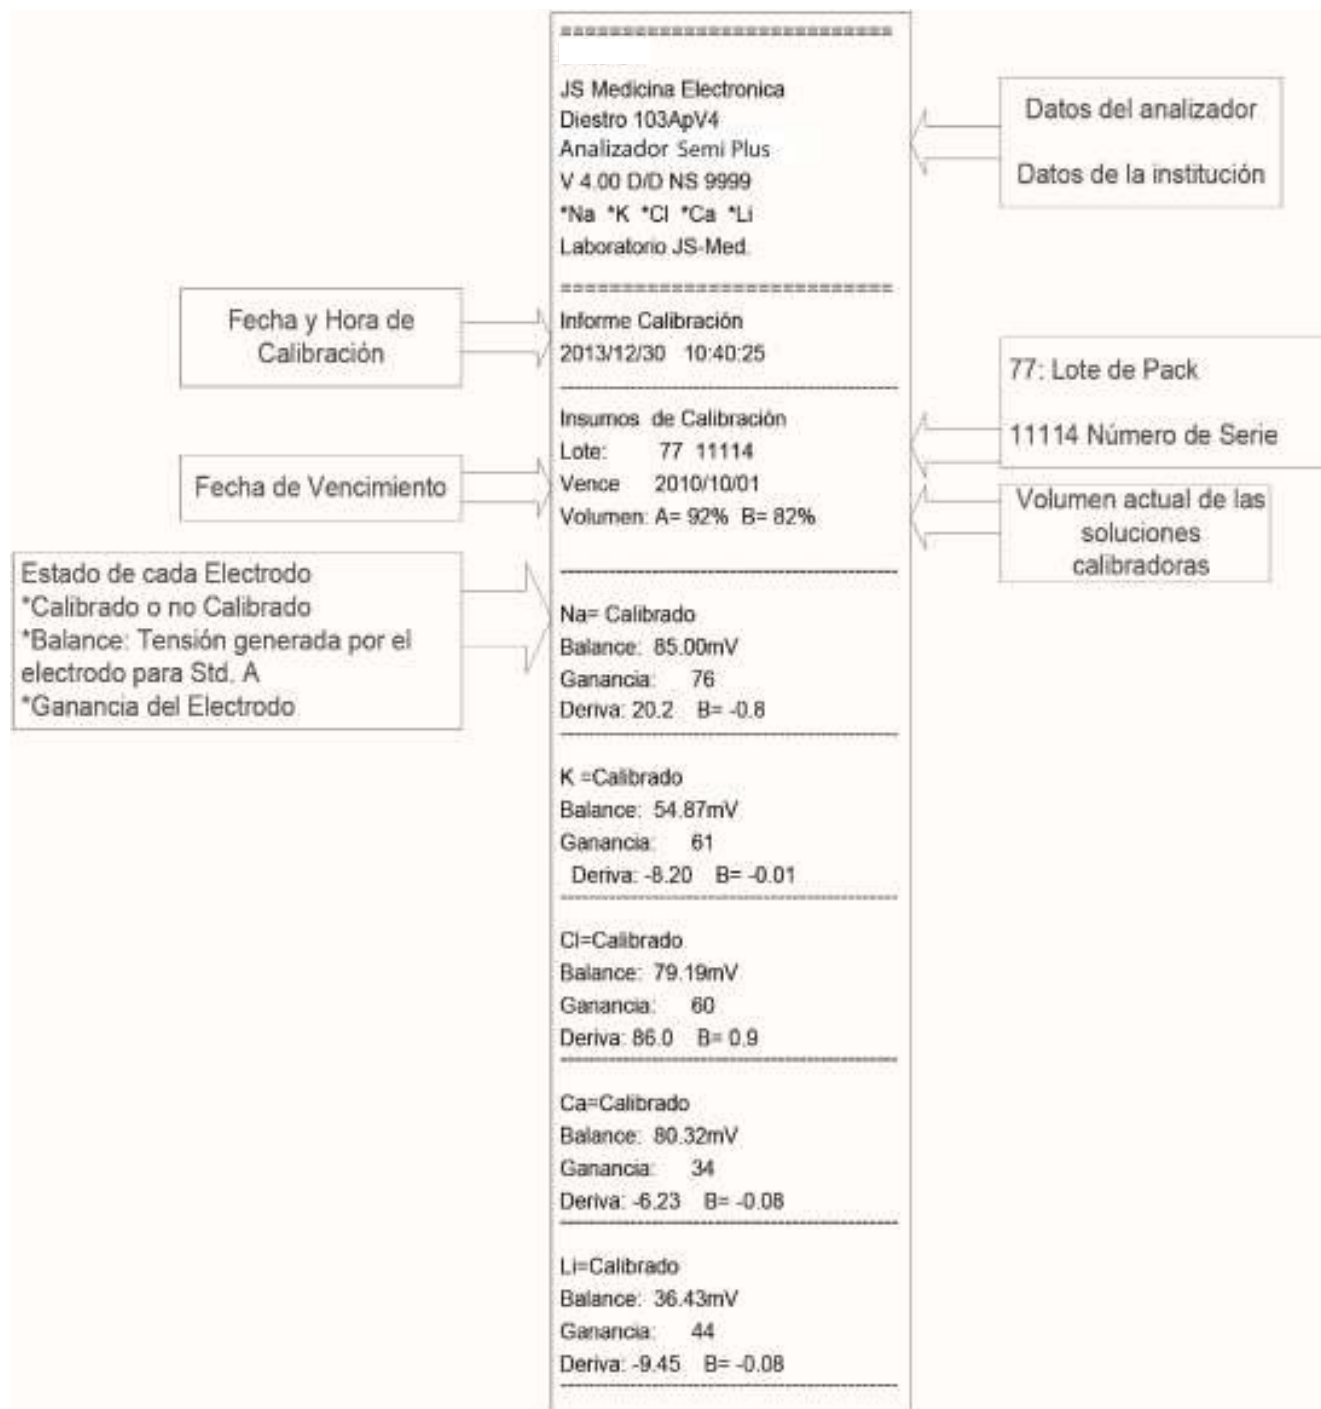 ===========================
JS Medicina Electronica
Diestro 103ApV4
Analizador Semi Plus
V 4.00 D/D NS 9999
*Na *K *Cl *Ca *Li
Laboratorio JS-Med.
===========================
Datos del analizador
Datos de la institución
Fecha y Hora de
Calibración
Informe Calibración
2013/12/30 10:40:25
Insumos de Calibración
Lote: 77 11114
Vence 2010/10/01
Volumen: A= 92% B= 82%
77: Lote de Pack
11114 Número de Serie
Fecha de Vencimiento
Volumen actual de las
soluciones
calibradoras
Estado de cada Electrodo
*Calibrado o no Calibrado
*Balance: Tensión generada por el
electrodo para Std. A
*Ganancia del Electrodo
Na= Calibrado
Balance: 85.00mV
Ganancia: 76
Deriva: 20.2 B= -0.8
K =Calibrado
Balance: 54.87mV
Ganancia: 61
Deriva: -8.20 B= -0.01
Cl=Calibrado
Balance: 79.19mV
Ganancia: 60
Deriva: 86.0 B= 0.9
Ca=Calibrado
Balance: 80.32mV
Ganancia: 34
Deriva: -6.23 B= -0.08
Li=Calibrado
Balance: 36.43mV
Ganancia: 44
Deriva: -9.45 B= -0.08